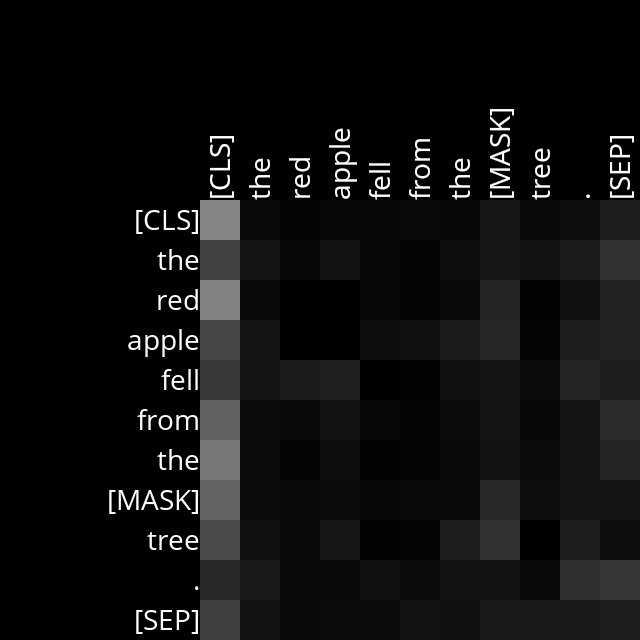 [CLS] the red apple fell from the [MASK] tree . [SEP]
[CLS]
the
red
apple
fell
from
the
[MASK]
tree
.
[SEP]